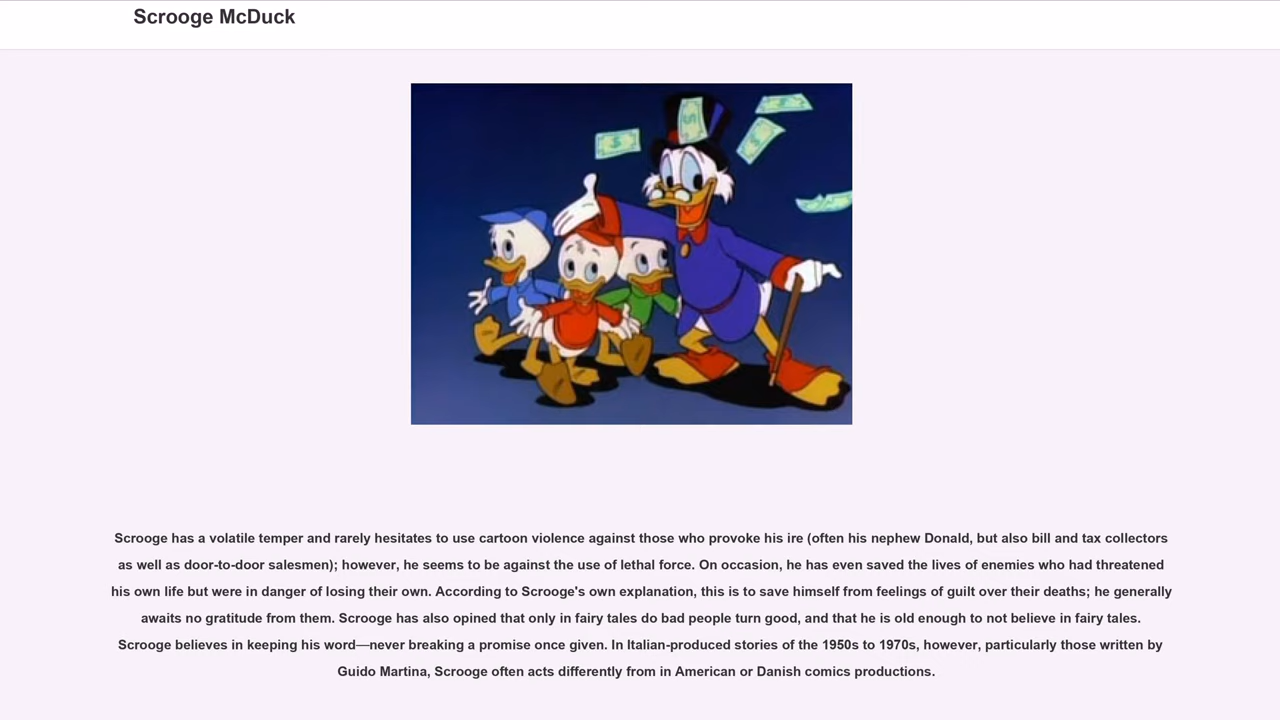 Scrooge McDuck
Scrooge has a volatile temper and rarely hesitates to use cartoon violence against those who provoke his ire (often his nephew Donald, but also bill and tax collectors
as well as door-to-door salesmen); however, he seems to be against the use of lethal force. On occasion, he has even saved the lives of enemies who had threatened
his own life but were in danger of losing their own. According to Scrooge's own explanation, this is to save himself from feelings of guilt over their deaths; he generally
awaits no gratitude from them. Scrooge has also opined that only in fairy tales do bad people turn good, and that he is old enough to not believe in fairy tales.
Scrooge believes in keeping his word—never breaking a promise once given. In Italian-produced stories of the 1950s to 1970s, however, particularly those written by
Guido Martina, Scrooge often acts differently from in American or Danish comics productions.